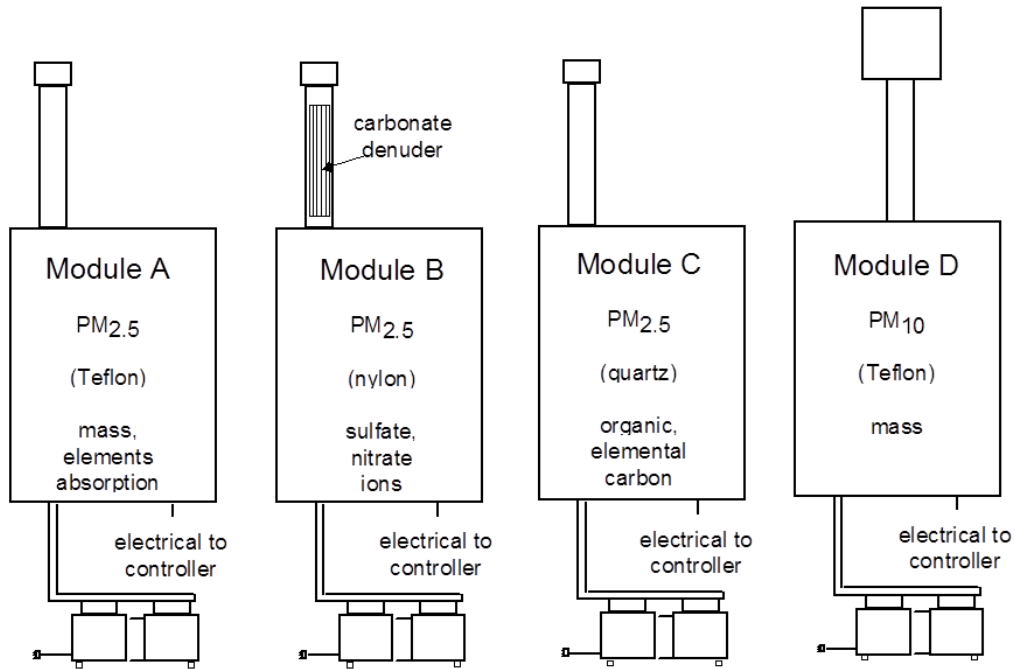 carbonate
denuder
Module A
PM2.5
(Teflon)
mass,
elements
absorption
electrical to
controller
Module B
PM2.5
(nylon)
sulfate,
nitrate
ions
electrical to
controller
Module C
PM2.5
(quartz)
organic,
elemental
carbon
electrical to
controller
Module D
PM10
(Teflon)
mass
electrical to
controller